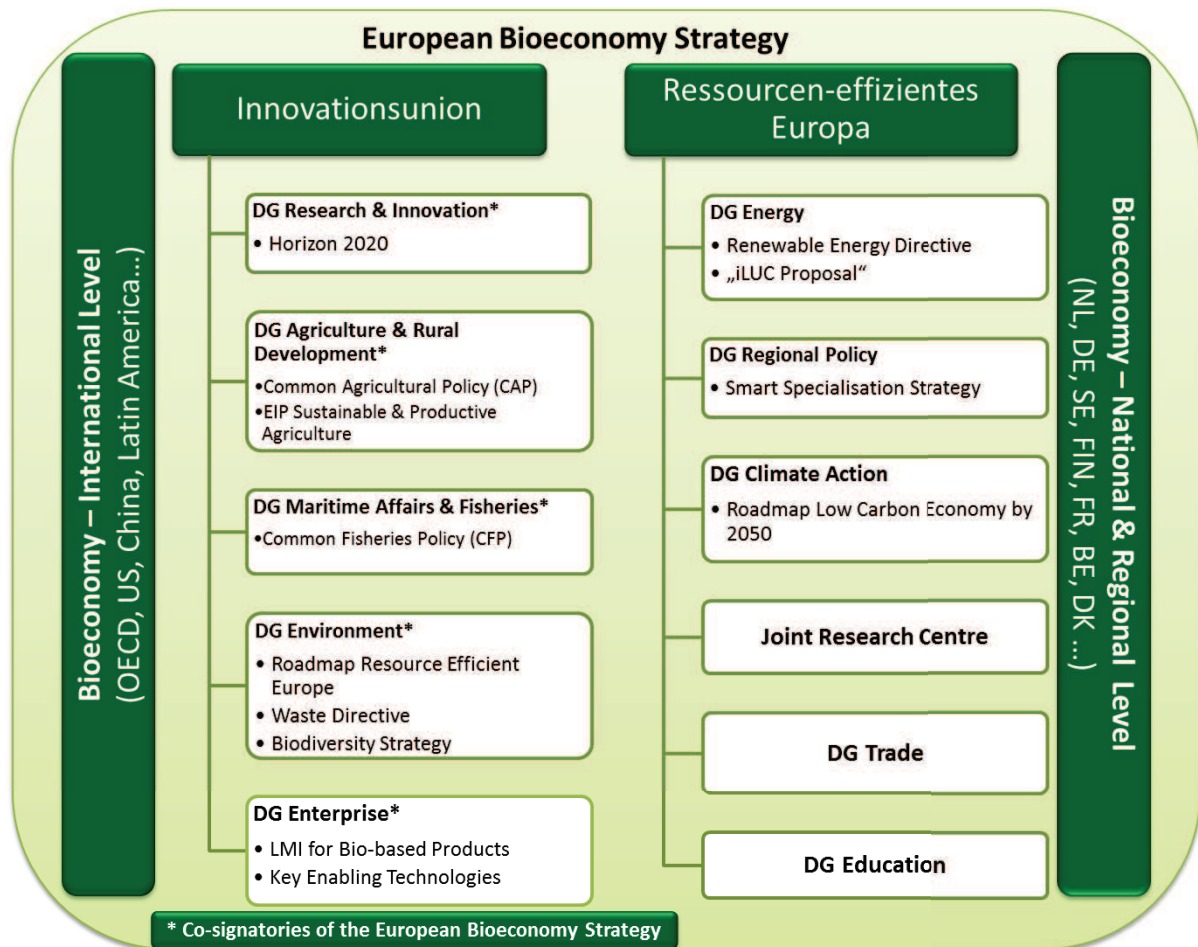 European Bioeconomy Strategy
Bioeconomy – International Level
(OECD, US, China, Latin America...)
Innovationsunion
DG Research & Innovation*
• Horizon 2020
DG Agriculture & Rural
Development*
•Common Agricultural Policy (CAP)
•EIP Sustainable & Productive
Agriculture
DG Maritime Affairs & Fisheries*
•Common Fisheries Policy (CFP)
DG Environment*
• Roadmap Resource Efficient
Europe
• Waste Directive
• Biodiversity Strategy
DG Enterprise*
• LMI for Bio-based Products
• Key Enabling Technologies
Ressourcen-effizientes
Europa
DG Energy
• Renewable Energy Directive
• „iLUC Proposal“
DG Regional Policy
• Smart Specialisation Strategy
DG Climate Action
• Roadmap Low Carbon Economy by
2050
Joint Research Centre
DG Trade
DG Education
Bioeconomy – National & Regional Level
(NL, DE, SE, FIN, FR, BE, DK ...)
* Co-signatories of the European Bioeconomy Strategy